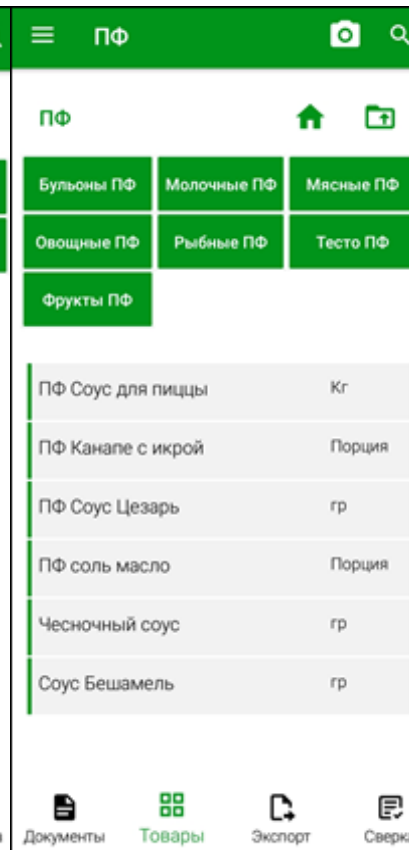 ПФ
ПФ
Бульоны ПФ Молочные ПФ Мясные ПФ
Овощные ПФ Рыбные ПФ Тесто ПФ
Фрукты ПФ
ПФ Соус для пиццы Кг
ПФ Канапе с икрой Порция
ПФ Соус Цезарь гр
ПФ соль масло Порция
Чесночный соус гр
Соус Бешамель гр
Документы Товары Экспорт Сверка